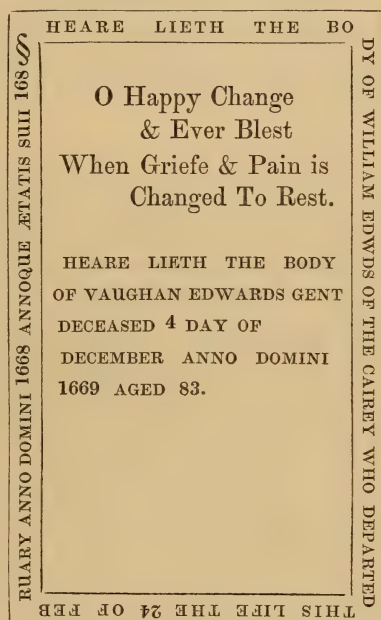 HEARE LIETH THE BO
DY OF WILLIAM EDWDS OF THE CAIREY WHO DEPARTED
THIS LIFE THE 24 OF FEB
RUARY ANNO DOMINI 1668 ANNOQUE ÆTATIS SUII 168
O Happy Change
& Ever Blest
When Griefe & Pain is
Changed To Rest.
HEARE LIETH THE BODY
OF VAUGHAN EDWARDS GENT
DECEASED 4 DAY OF
DECEMBER ANNO DOMINI
1669 AGED 83.